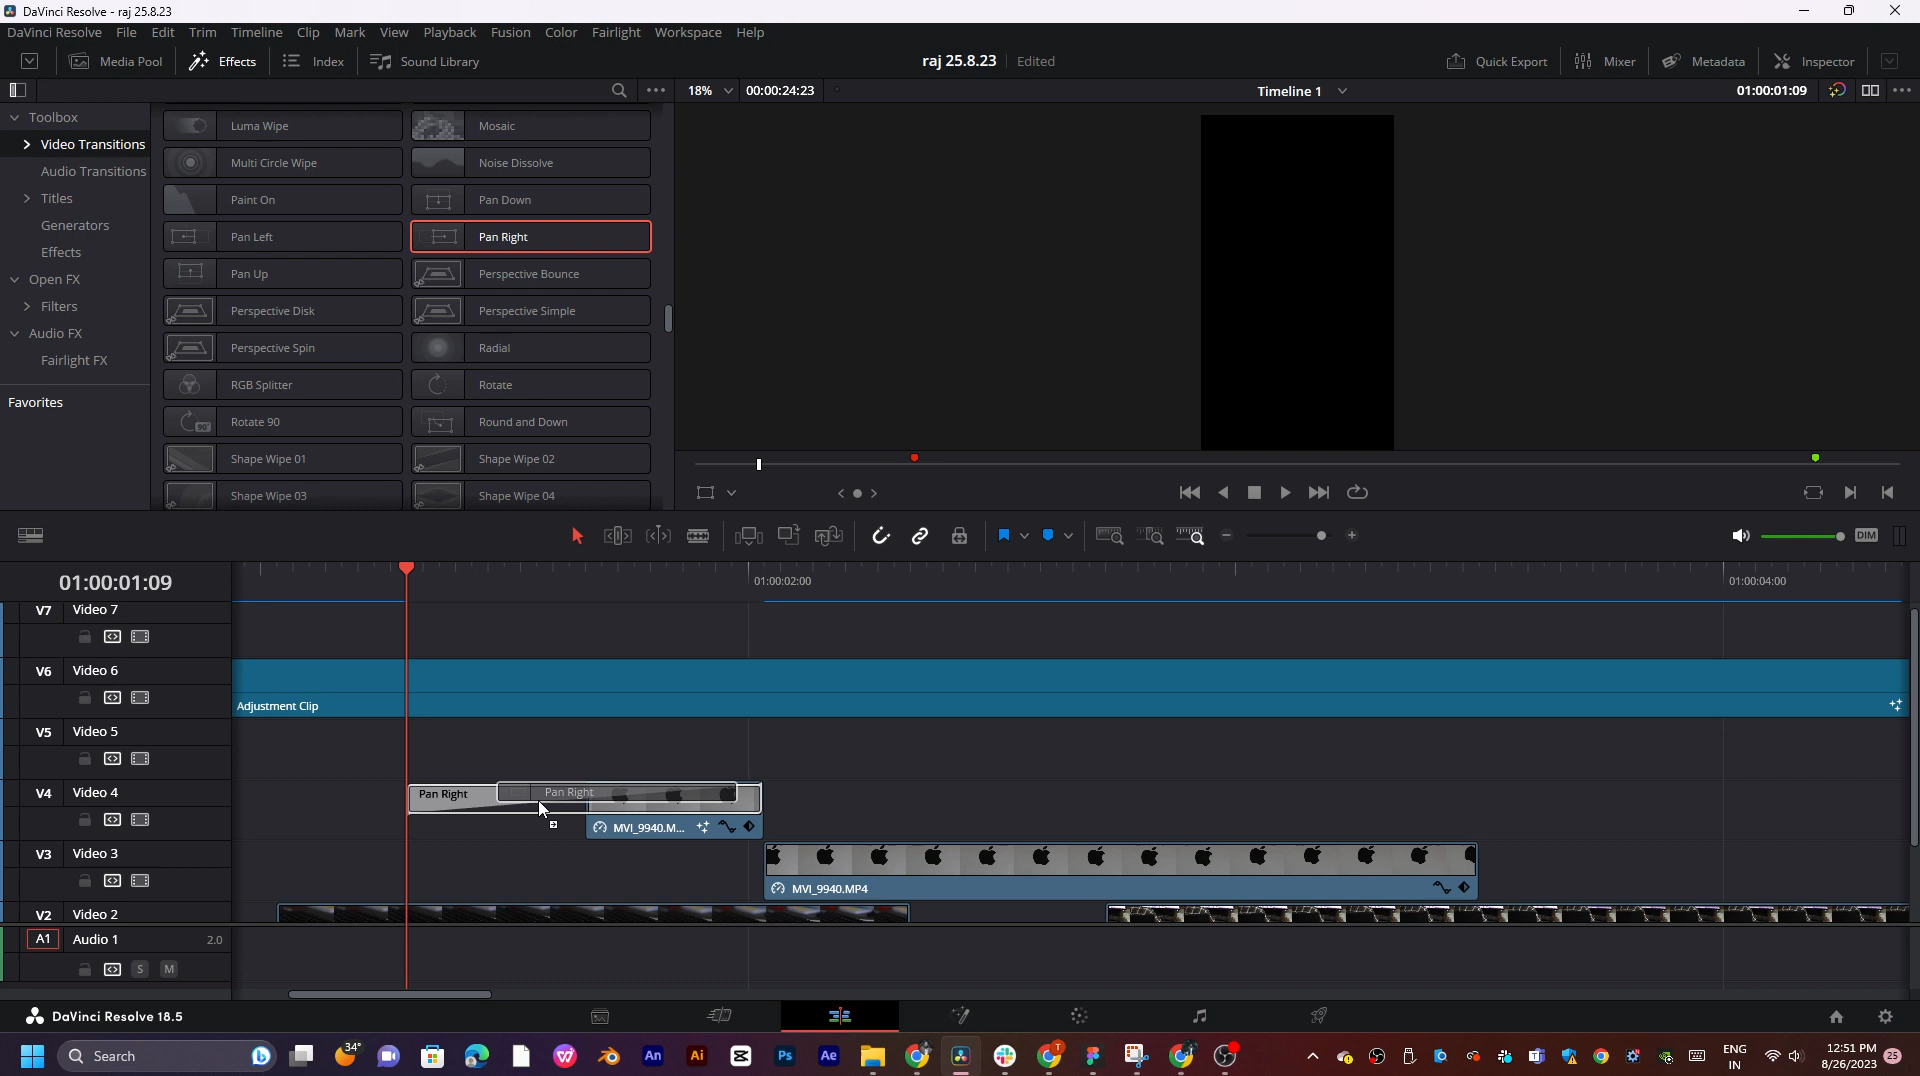 DaVinci Resolve - raj 25.8.23
DaVinci Resolve File Edit Trim Timeline Clip Mark View Playback Fusion Color Fairlight Workspace Help
Media Pool Effects Index Sound Library raj 25.8.23 Edited Quick Export Mixer Metadata Inspector
18% 00:00:24:23 Timeline 1 01:00:01:09
Toolbox
Video Transitions
Audio Transitions
Titles
Generators
Effects
Open FX
Filters
Audio FX
Fairlight FX
Favorites
Luma Wipe Mosaic
Multi Circle Wipe Noise Dissolve
Paint On Pan Down
Pan Left Pan Right
Pan Up Perspective Bounce
Perspective Disk Perspective Simple
Perspective Spin Radial
RGB Splitter Rotate
Rotate 90 Round and Down
90°
Shape Wipe 01 Shape Wipe 02
Shape Wipe 03 Shape Wipe 04
DIM
01:00:01:09 01:00:02:00 01:00:04:00
V7 Video 7
V6 Video 6
Adjustment Clip
V5 Video 5
V4 Video 4 Pan Right Pan Right
MVI_9940.M...
V3 Video 3
MVI_9940.MP4
V2 Video 2
A1 Audio 1 2.0
S M
DaVinci Resolve 18.5
Search 34° An Ai Ps Ae T ENG IN 12:51 PM 8/26/2023 25